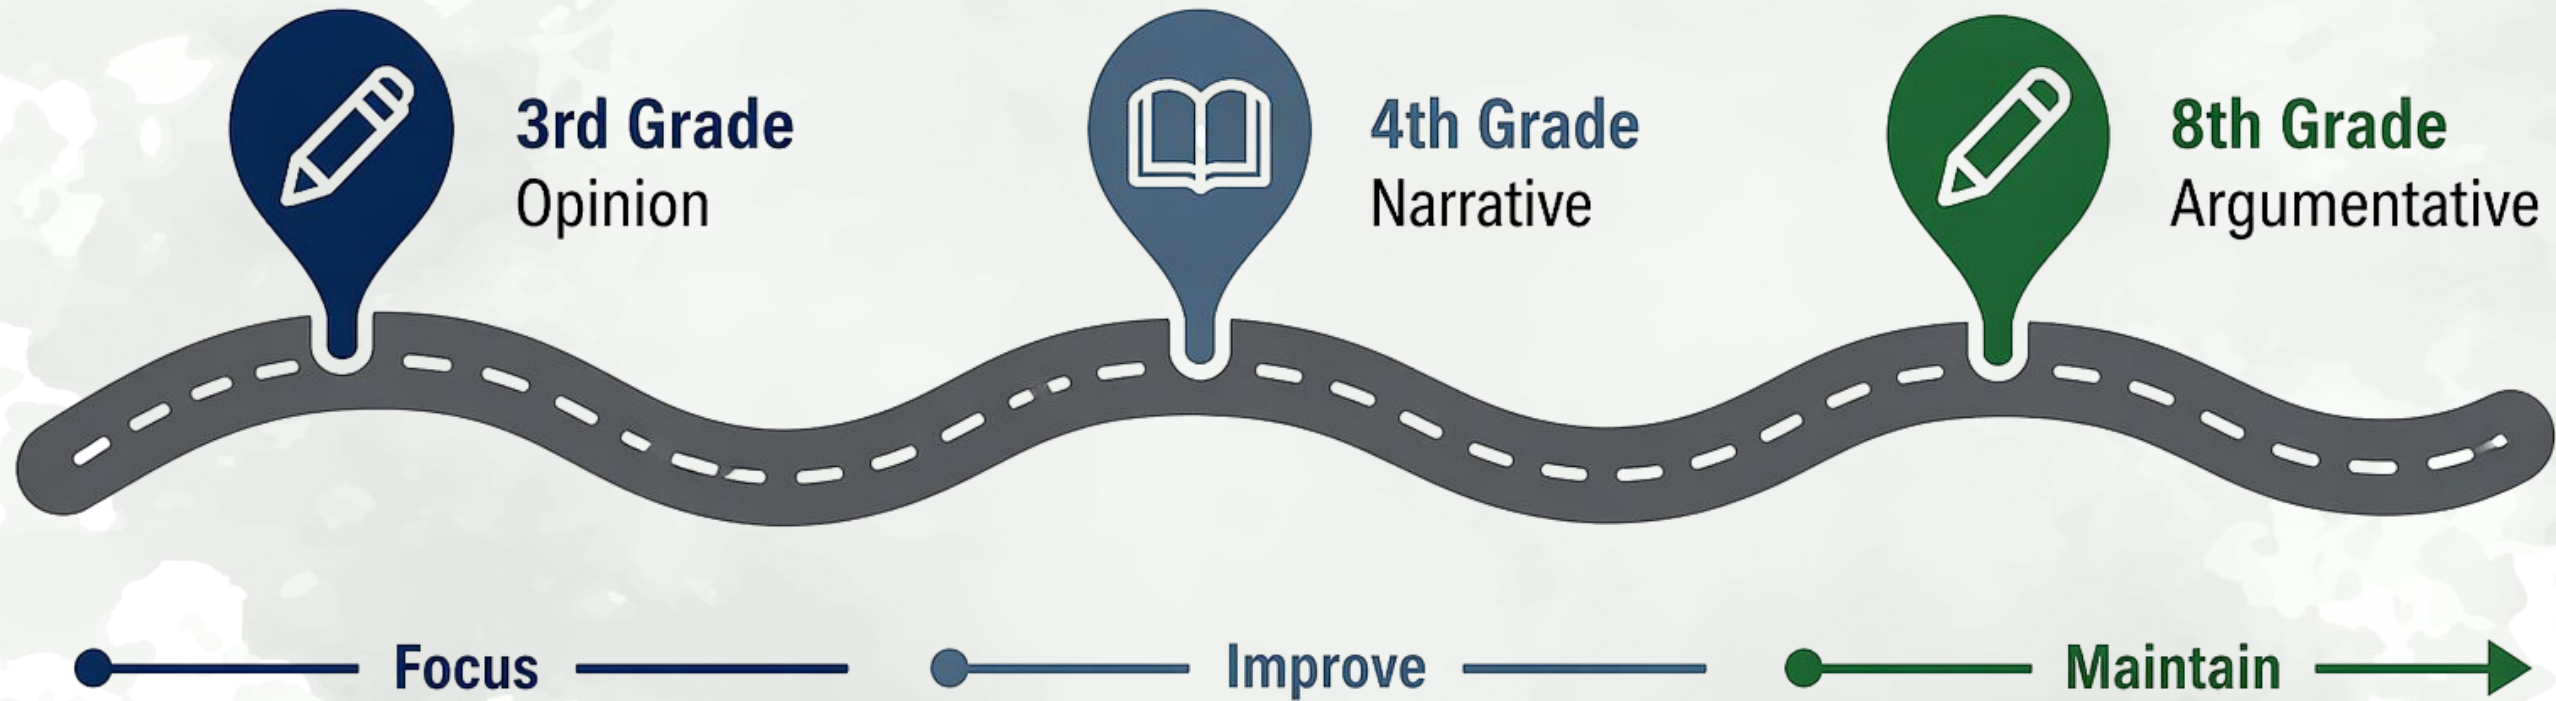 3rd Grade
Opinion
4th Grade
Narrative
8th Grade
Argumentative
Focus
Improve
Maintain